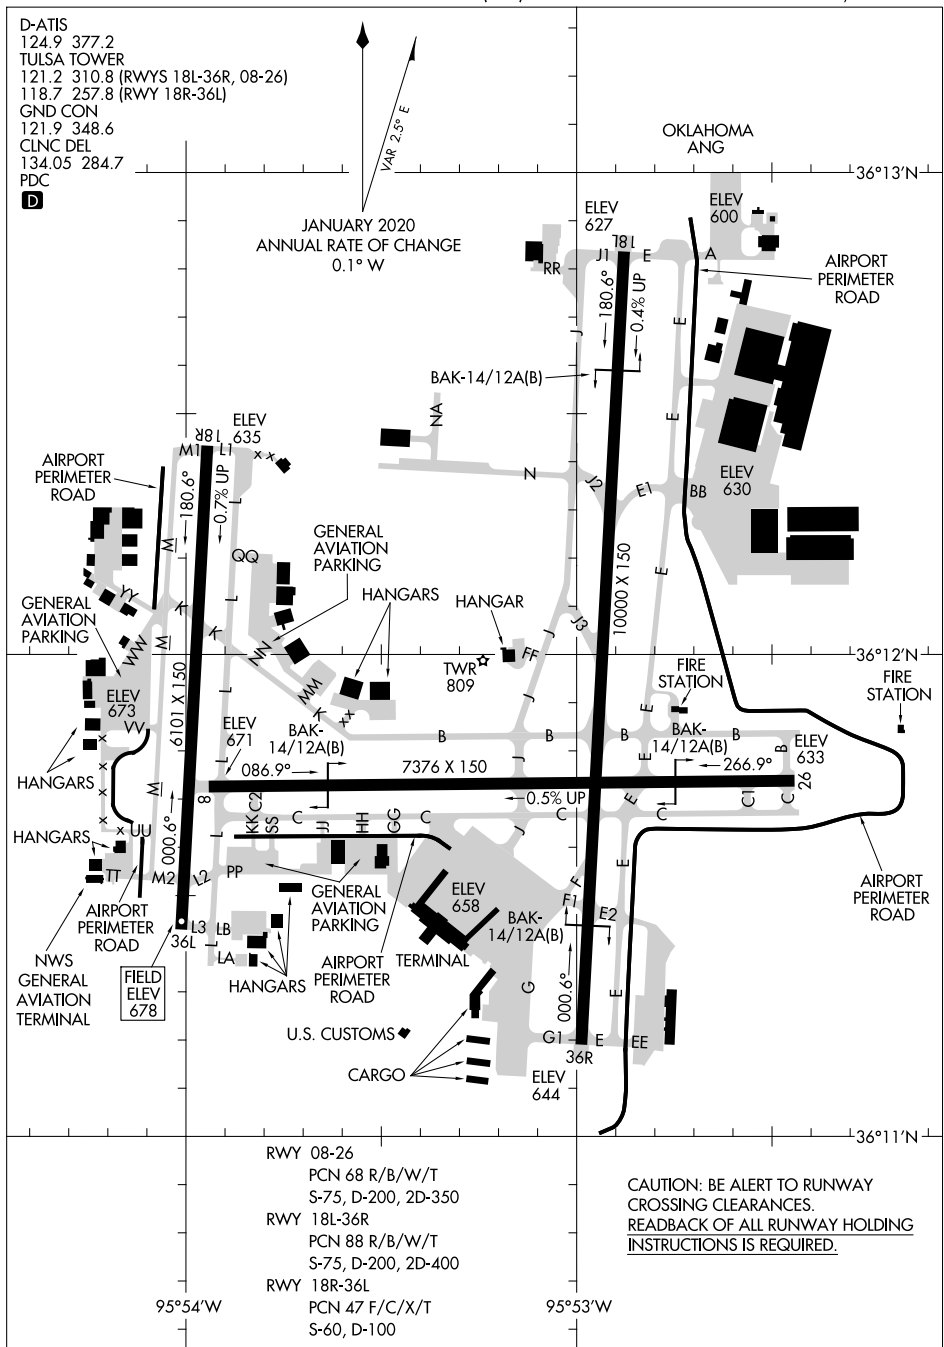 D-ATIS
124.9 377.2
TULSA TOWER
121.2 310.8 (RWYS 18L-36R, 08-26)
118.7 257.8 (RWY 18R-36L)
GND CON
121.9 348.6
CLNC DEL
134.05 284.7
PDC
D
VAR 2.5° E
JANUARY 2020
ANNUAL RATE OF CHANGE
0.1° W
OKLAHOMA
ANG
36°13'N
ELEV
627
ELEV
600
18L
J1
E
A
RR
AIRPORT
PERIMETER
ROAD
180.6°
0.4% UP
J
E
BAK-14/12A(B)
E
NA
ELEV
635
18R
M1
L1
x x
AIRPORT
PERIMETER
ROAD
180.6°
0.7% UP
N
J2
E1
BB
ELEV
630
L
M
QQ
GENERAL
AVIATION
PARKING
HANGARS
HANGAR
10000 X 150
E
YY
K
L
K
GENERAL
AVIATION
PARKING
WW
M
NN
J
J3
FF
TWR
809
36°12'N
MM
K
x x
J
E
FIRE
STATION
FIRE
STATION
ELEV
673
L
6101 X 150
VV
x
ELEV
671
BAK-
14/12A(B)
B
B
B
B
B
B
BAK-
14/12A(B)
ELEV
633
HANGARS
x
x
x
x
M
L
086.9°
7376 X 150
J
266.9°
26
8
KK
C2
SS
C
JJ
HH
GG
C
0.5% UP
C
E
C
C1
C
UU
000.6°
L
J
HANGARS
TT
M2
L2
PP
F
E
AIRPORT
PERIMETER
ROAD
GENERAL
AVIATION
PARKING
ELEV
658
BAK-
14/12A(B)
F1
E2
AIRPORT
PERIMETER
ROAD
L3
LB
36L
L
LA
NWS
GENERAL
AVIATION
TERMINAL
FIELD
ELEV
678
HANGARS
AIRPORT
PERIMETER
ROAD
TERMINAL
G
000.6°
E
U.S. CUSTOMS
G1
E
EE
36R
CARGO
ELEV
644
36°11'N
RWY 08-26
PCN 68 R/B/W/T
S-75, D-200, 2D-350
RWY 18L-36R
PCN 88 R/B/W/T
S-75, D-200, 2D-400
RWY 18R-36L
PCN 47 F/C/X/T
S-60, D-100
CAUTION: BE ALERT TO RUNWAY
CROSSING CLEARANCES.
READBACK OF ALL RUNWAY HOLDING
INSTRUCTIONS IS REQUIRED.
95°54'W
95°53'W